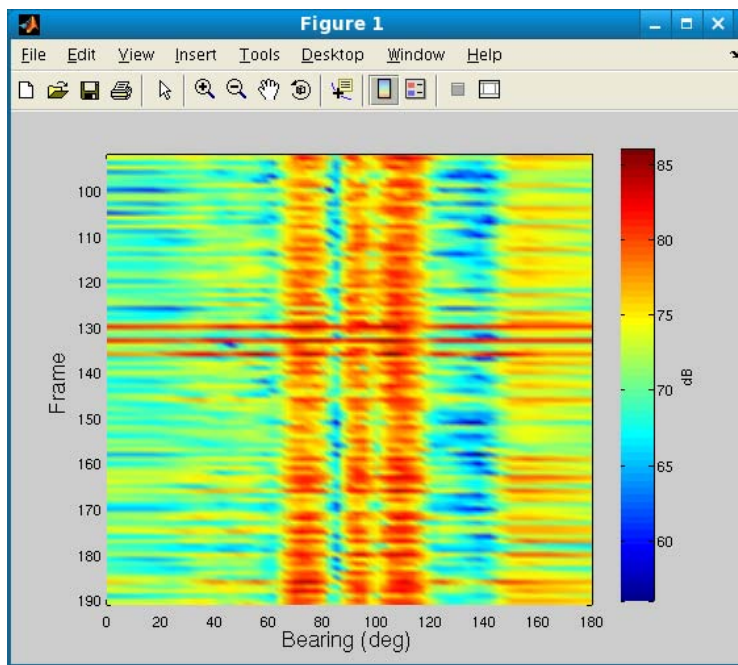 Figure 1
File Edit View Insert Tools Desktop Window Help
100
110
120
130
140
150
160
170
180
190
Frame
0 20 40 60 80 100 120 140 160 180
Bearing (deg)
85
80
75
70
65
60
dB